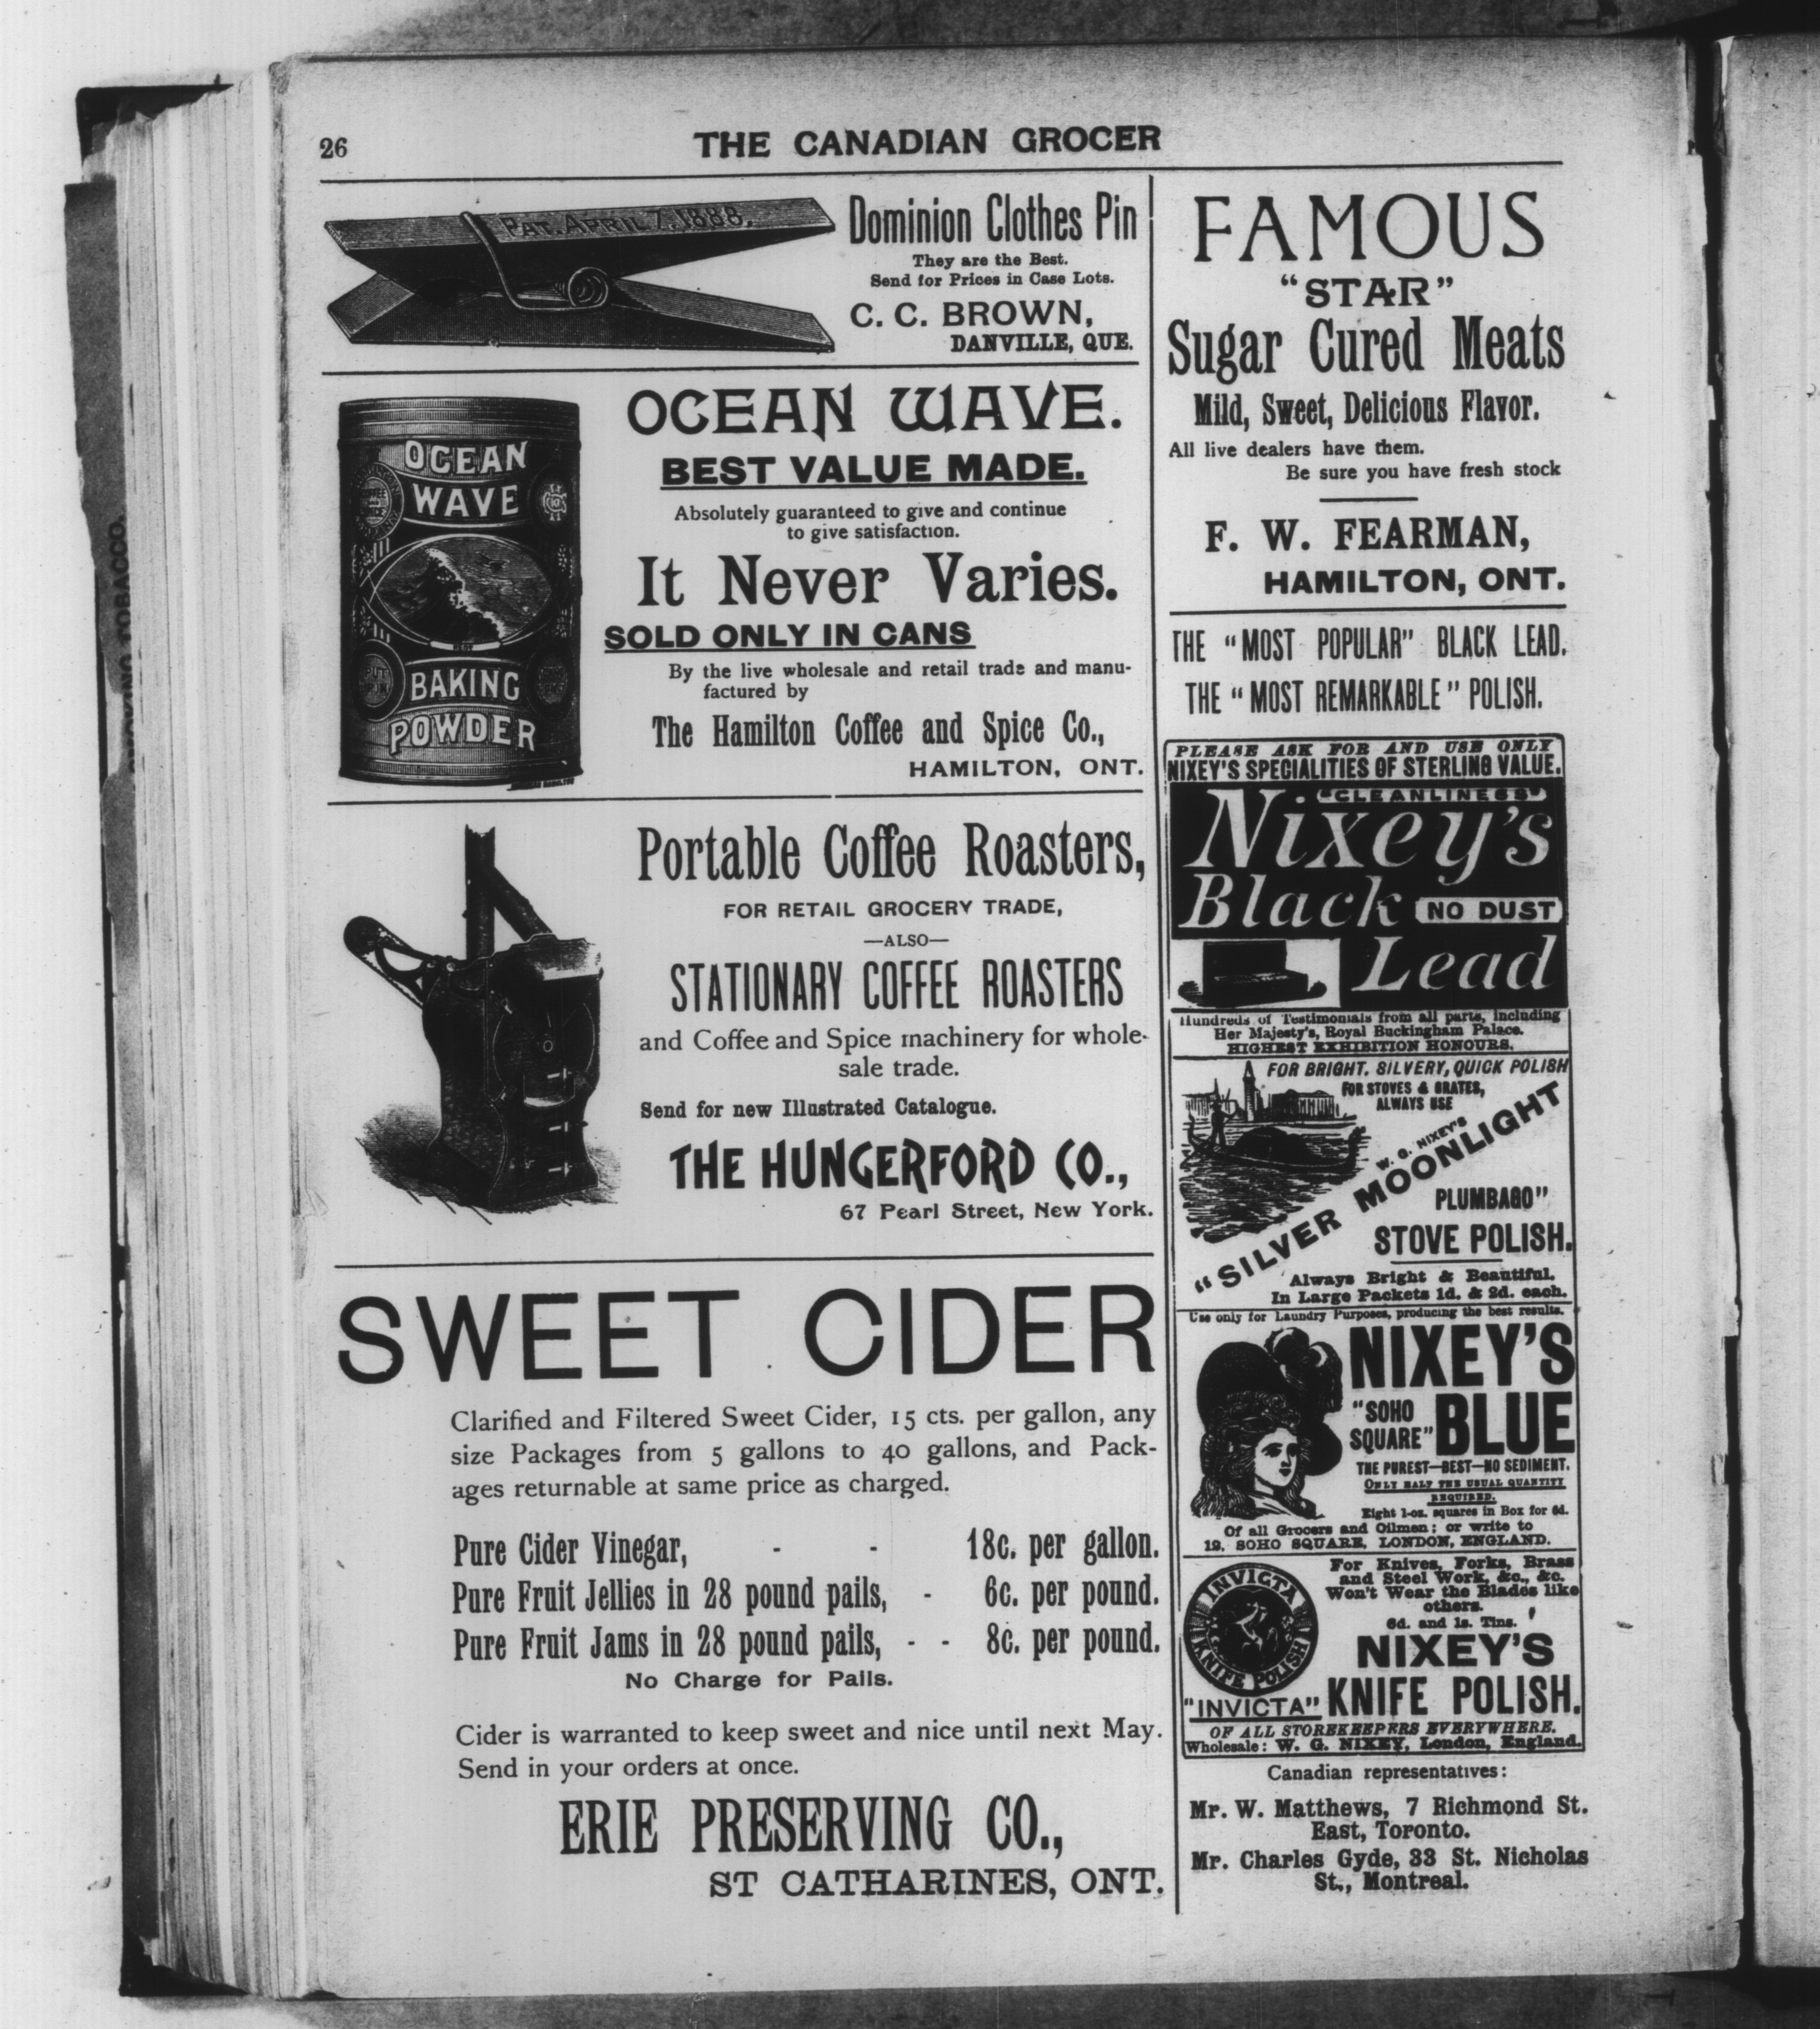 26
THE CANADIAN GROCER
PAT. APRIL 7, 1888.
Dominion Clothes Pin
They are the Best.
Send for Prices in Case Lots.
C. C. BROWN,
DANVILLE, QUE.
OCEAN
WAVE
BAKING
POWDER
OCEAN WAVE.
BEST VALUE MADE.
Absolutely guaranteed to give and continue
to give satisfaction.
It Never Varies.
SOLD ONLY IN CANS
By the live wholesale and retail trade and manu-
factured by
The Hamilton Coffee and Spice Co.,
HAMILTON, ONT.
Portable Coffee Roasters,
FOR RETAIL GROCERY TRADE,
—ALSO—
STATIONARY COFFEE ROASTERS
and Coffee and Spice machinery for whole-
sale trade.
Send for new Illustrated Catalogue.
THE HUNGERFORD CO.,
67 Pearl Street, New York.
SWEET CIDER
Clarified and Filtered Sweet Cider, 15 cts. per gallon, any
size Packages from 5 gallons to 40 gallons, and Pack-
ages returnable at same price as charged.
Pure Cider Vinegar, - - 18c. per gallon.
Pure Fruit Jellies in 28 pound pails, - 6c. per pound.
Pure Fruit Jams in 28 pound pails, - - 8c. per pound.
No Charge for Pails.
Cider is warranted to keep sweet and nice until next May.
Send in your orders at once.
ERIE PRESERVING CO.,
ST CATHARINES, ONT.
FAMOUS
"STAR"
Sugar Cured Meats
Mild, Sweet, Delicious Flavor.
All live dealers have them.
Be sure you have fresh stock
F. W. FEARMAN,
HAMILTON, ONT.
THE "MOST POPULAR" BLACK LEAD.
THE "MOST REMARKABLE" POLISH.
PLEASE ASK FOR AND USE ONLY
NIXEY'S SPECIALITIES OF STERLING VALUE.
"CLEANLINESS"
Nixey's
Black NO DUST
Lead
Hundreds of Testimonials from all parts, including
Her Majesty's, Royal Buckingham Palace.
HIGHEST EXHIBITION HONOURS.
FOR BRIGHT, SILVERY, QUICK POLISH
FOR STOVES & GRATES,
ALWAYS USE
W. G. NIXEY'S
"SILVER MOONLIGHT
PLUMBAGO"
STOVE POLISH.
Always Bright & Beautiful.
In Large Packets 1d. & 2d. each.
Use only for Laundry Purposes, producing the best results.
NIXEY'S
"SOHO
SQUARE" BLUE
THE PUREST—BEST—NO SEDIMENT.
ONLY HALF THE USUAL QUANTITY
REQUIRED.
Eight 1-oz. squares in Box for 6d.
Of all Grocers and Oilmen; or write to
12, SOHO SQUARE, LONDON, ENGLAND.
For Knives, Forks, Brass
and Steel Work, &c., &c.
Won't Wear the Blades like
others.
6d. and 1s. Tins.
INVICTA
KNIFE POLISH
NIXEY'S
"INVICTA" KNIFE POLISH.
OF ALL STOREKEEPERS EVERYWHERE.
Wholesale: W. G. NIXEY, London, England.
Canadian representatives:
Mr. W. Matthews, 7 Richmond St.
East, Toronto.
Mr. Charles Gyde, 33 St. Nicholas
St., Montreal.